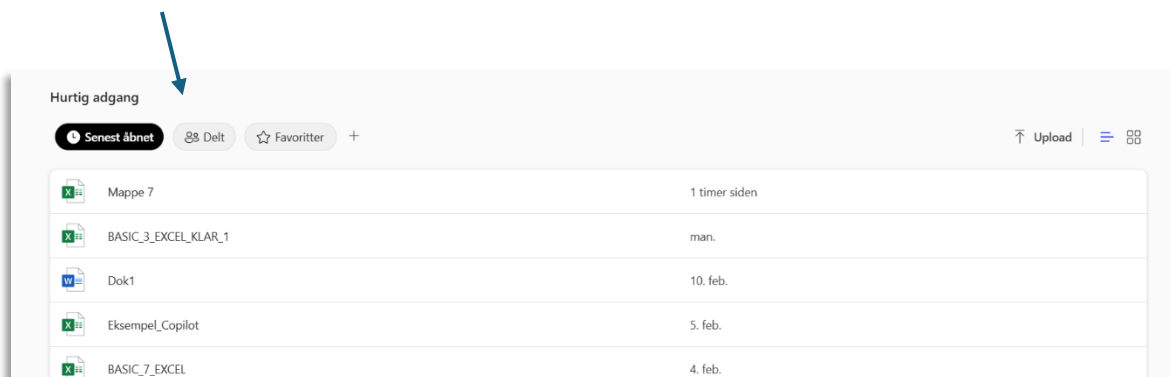 Hurtig adgang
Senest åbnet Delt Favoritter + Upload
Mappe 7 1 timer siden
BASIC_3_EXCEL_KLAR_1 man.
Dok1 10. feb.
Eksempel_Copilot 5. feb.
BASIC_7_EXCEL 4. feb.